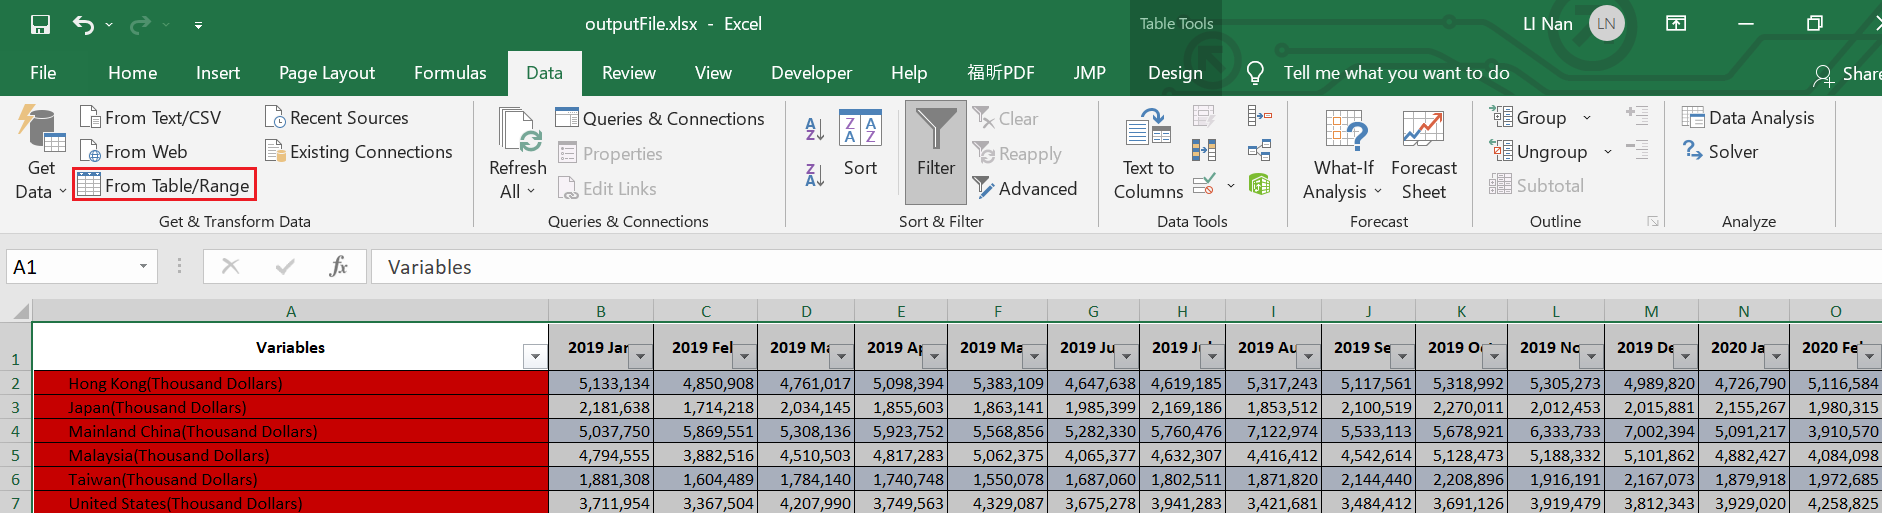 outputFile.xlsx - Excel
Table Tools
LI Nan
LN
File Home Insert Page Layout Formulas Data Review View Developer Help 福昕PDF JMP Design Tell me what you want to do Share
Get Data
From Text/CSV
From Web
From Table/Range
Recent Sources
Existing Connections
Get & Transform Data
Refresh All
Queries & Connections
Properties
Edit Links
Queries & Connections
Sort
Filter
Clear
Reapply
Advanced
Sort & Filter
Text to Columns
Data Tools
What-If Analysis
Forecast Sheet
Forecast
Group
Ungroup
Subtotal
Outline
Data Analysis
Solver
Analyze
A1 fx Variables
A B C D E F G H I J K L M N O
1 Variables 2019 Jan 2019 Feb 2019 Ma 2019 Ap 2019 Ma 2019 Ju 2019 Jul 2019 Au 2019 Se 2019 Oc 2019 No 2019 De 2020 Ja 2020 Feb
2 Hong Kong(Thousand Dollars) 5,133,134 4,850,908 4,761,017 5,098,394 5,383,109 4,647,638 4,619,185 5,317,243 5,117,561 5,318,992 5,305,273 4,989,820 4,726,790 5,116,584
3 Japan(Thousand Dollars) 2,181,638 1,714,218 2,034,145 1,855,603 1,863,141 1,985,399 2,169,186 1,853,512 2,100,519 2,270,011 2,012,453 2,015,881 2,155,267 1,980,315
4 Mainland China(Thousand Dollars) 5,037,750 5,869,551 5,308,136 5,923,752 5,568,856 5,282,330 5,760,476 7,122,974 5,533,113 5,678,921 6,333,733 7,002,394 5,091,217 3,910,570
5 Malaysia(Thousand Dollars) 4,794,555 3,882,516 4,510,503 4,817,283 5,062,375 4,065,377 4,632,307 4,416,412 4,542,614 5,128,473 5,188,332 5,101,862 4,882,427 4,084,098
6 Taiwan(Thousand Dollars) 1,881,308 1,604,489 1,784,140 1,740,748 1,550,078 1,687,060 1,802,511 1,871,820 2,144,440 2,208,896 1,916,191 2,167,073 1,879,918 1,972,685
7 United States(Thousand Dollars) 3,711,954 3,367,504 4,207,990 3,749,563 4,329,087 3,675,278 3,941,283 3,421,681 3,484,412 3,691,126 3,919,479 3,812,343 3,929,020 4,258,825